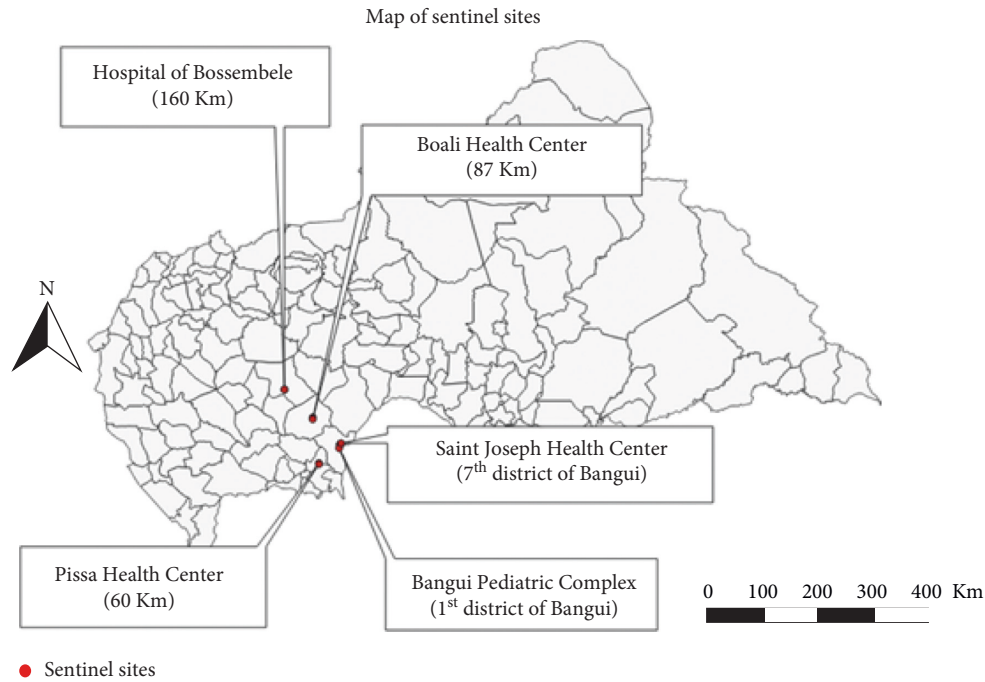 Map of sentinel sites
Hospital of Bossembele
(160 Km)
Boali Health Center
(87 Km)
N
Saint Joseph Health Center
(7th district of Bangui)
Pissa Health Center
(60 Km)
Bangui Pediatric Complex
(1st district of Bangui)
0 100 200 300 400 Km
Sentinel sites